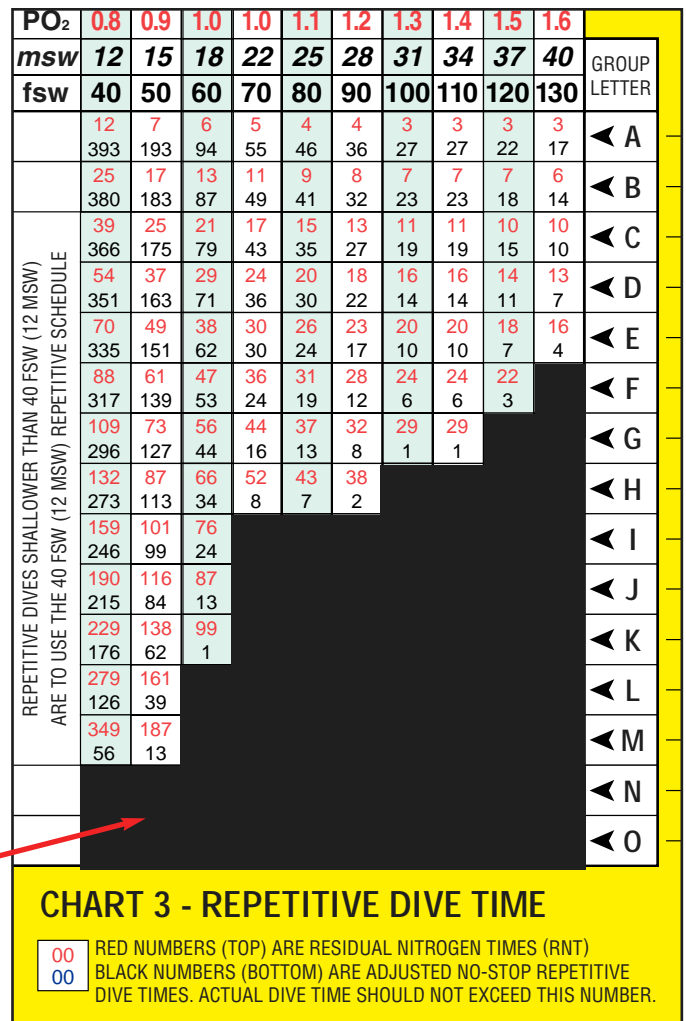 PO₂ 0.8 0.9 1.0 1.0 1.1 1.2 1.3 1.4 1.5 1.6
msw 12 15 18 22 25 28 31 34 37 40
fsw 40 50 60 70 80 90 100 110 120 130
GROUP
LETTER
12 7 6 5 4 4 3 3 3 3
393 193 94 55 46 36 27 27 22 17
A
25 17 13 11 9 8 7 7 7 6
380 183 87 49 41 32 23 23 18 14
B
39 25 21 17 15 13 11 11 10 10
366 175 79 43 35 27 19 19 15 10
C
54 37 29 24 20 18 16 16 14 13
351 163 71 36 30 22 14 14 11 7
D
70 49 38 30 26 23 20 20 18 16
335 151 62 30 24 17 10 10 7 4
E
88 61 47 36 31 28 24 24 22
317 139 53 24 19 12 6 6 3
F
109 73 56 44 37 32 29 29
296 127 44 16 13 8 1 1
G
132 87 66 52 43 38
273 113 34 8 7 2
H
159 101 76
246 99 24
I
190 116 87
215 84 13
J
229 138 99
176 62 1
K
279 161
126 39
L
349 187
56 13
M
N
O
REPETITIVE DIVES SHALLOWER THAN 40 FSW (12 MSW)
ARE TO USE THE 40 FSW (12 MSW) REPETITIVE SCHEDULE
CHART 3 - REPETITIVE DIVE TIME
00
00
RED NUMBERS (TOP) ARE RESIDUAL NITROGEN TIMES (RNT)
BLACK NUMBERS (BOTTOM) ARE ADJUSTED NO-STOP REPETITIVE
DIVE TIMES. ACTUAL DIVE TIME SHOULD NOT EXCEED THIS NUMBER.